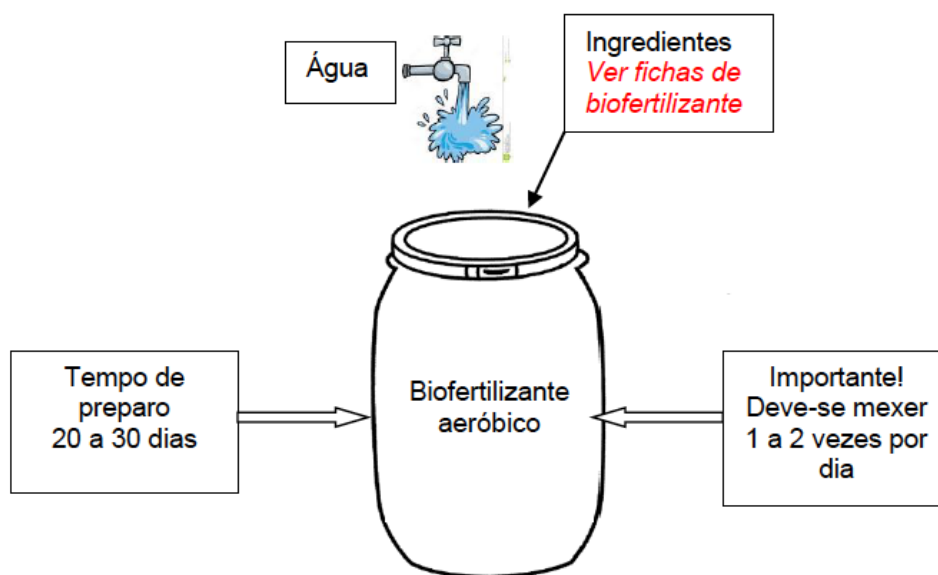 Água
Ingredientes
Ver fichas de
biofertilizante
Tempo de
preparo
20 a 30 dias
Biofertilizante
aeróbico
Importante!
Deve-se mexer
1 a 2 vezes por
dia